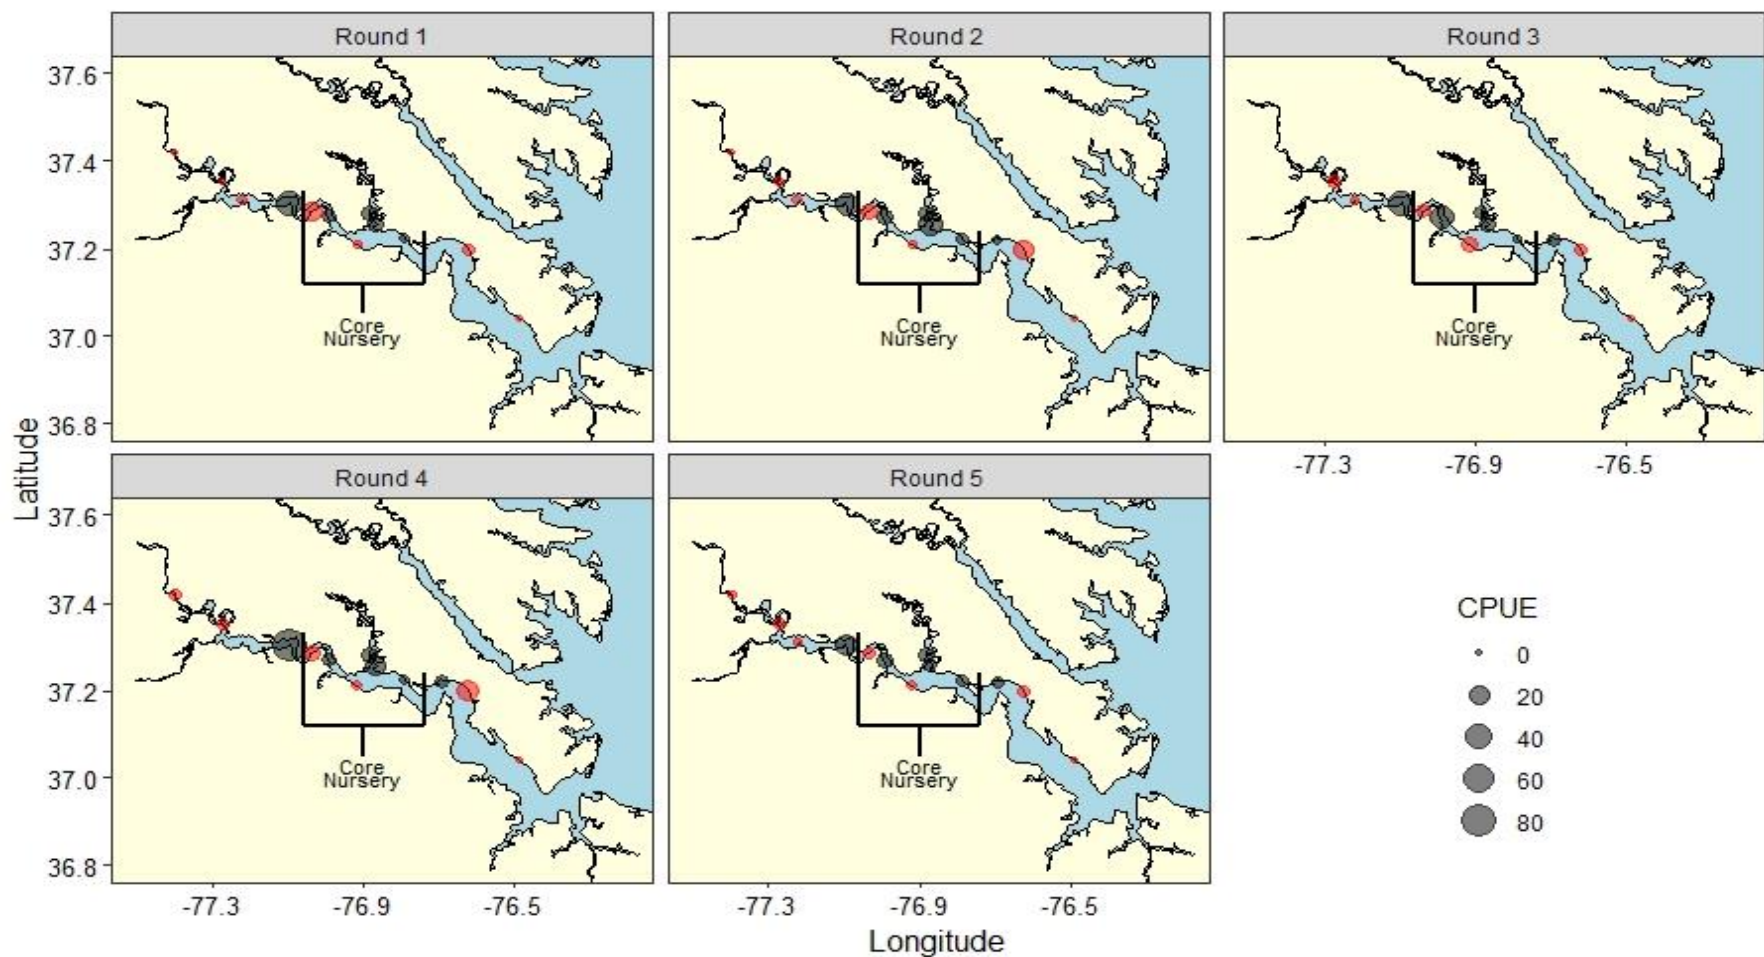 Round 1
Round 2
Round 3
37.6
37.4
37.2
37.0
36.8
Core
Nursery
Core
Nursery
Core
Nursery
-77.3
-76.9
-76.5
Latitude
Round 4
Round 5
37.6
37.4
37.2
37.0
36.8
Core
Nursery
Core
Nursery
-77.3
-76.9
-76.5
-77.3
-76.9
-76.5
Longitude
CPUE
0
20
40
60
80